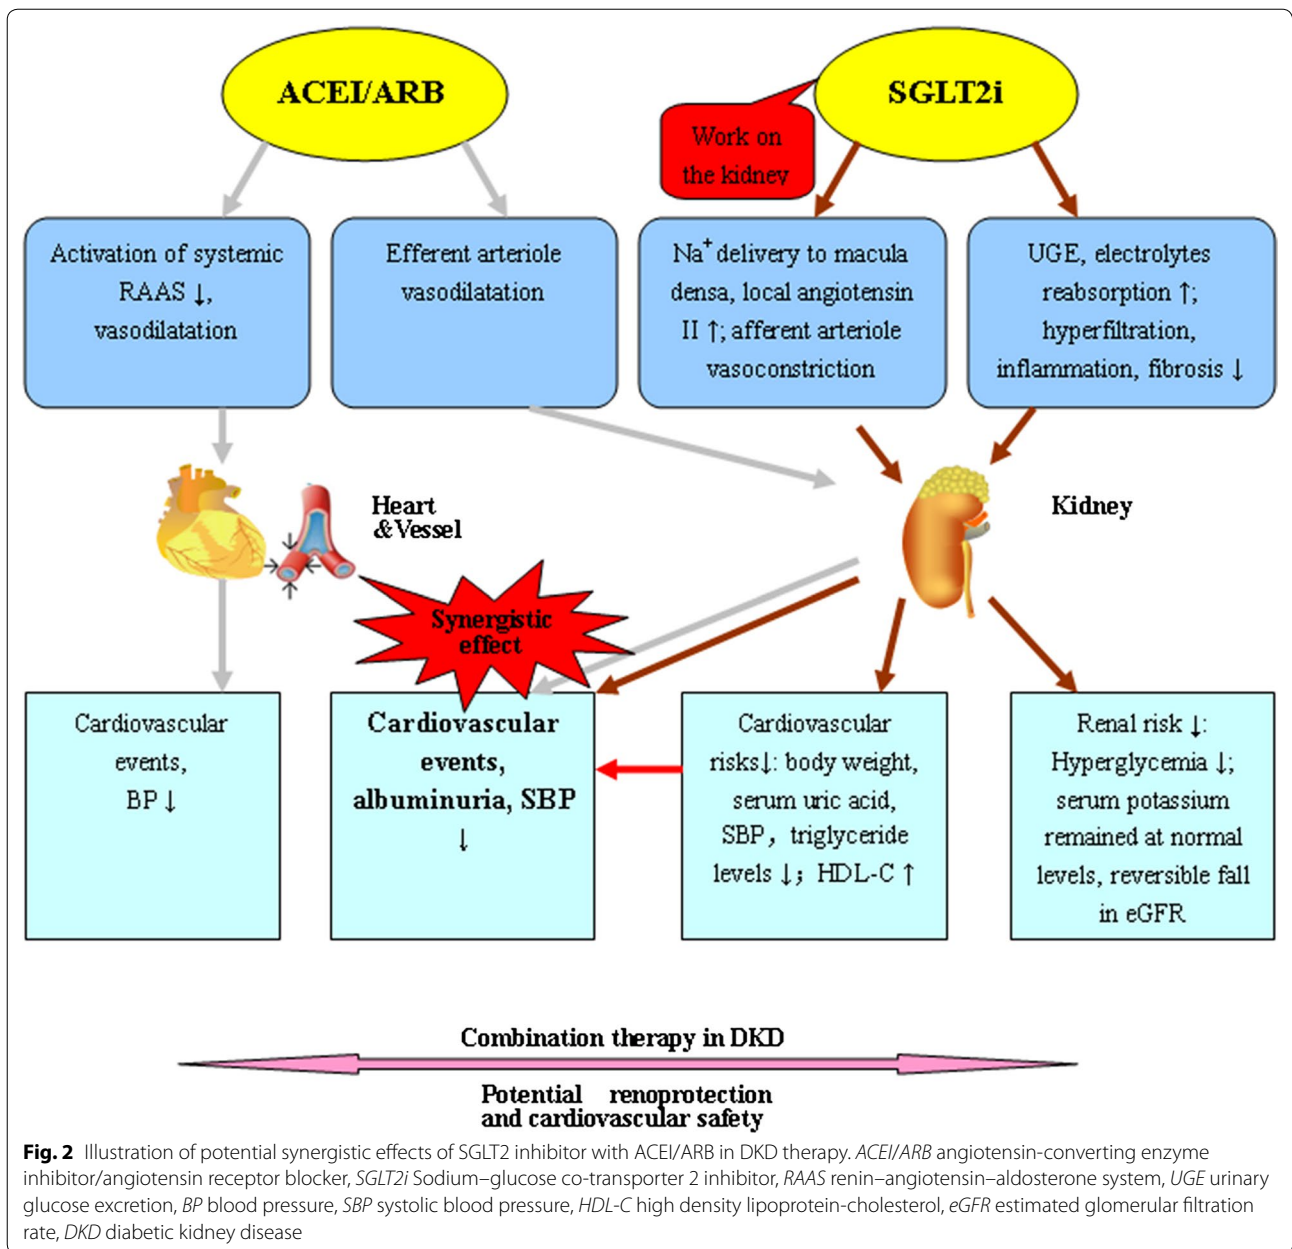 ACEI/ARB
SGLT2i
Work on
the kidney
Activation of systemic
RAAS ↓,
vasodilatation
Efferent arteriole
vasodilatation
Na⁺ delivery to macula
densa, local angiotensin
II ↑; afferent arteriole
vasoconstriction
UGE, electrolytes
reabsorption ↑;
hyperfiltration,
inflammation, fibrosis ↓
Heart
&Vessel
Kidney
Synergistic
effect
Cardiovascular
events,
BP ↓
Cardiovascular
events,
albuminuria, SBP
↓
Cardiovascular
risks↓: body weight,
serum uric acid,
SBP, triglyceride
levels ↓; HDL-C ↑
Renal risk ↓:
Hyperglycemia ↓;
serum potassium
remained at normal
levels, reversible fall
in eGFR
Combination therapy in DKD
Potential renoprotection
and cardiovascular safety
Fig. 2 Illustration of potential synergistic effects of SGLT2 inhibitor with ACEI/ARB in DKD therapy. ACEI/ARB angiotensin-converting enzyme
inhibitor/angiotensin receptor blocker, SGLT2i Sodium–glucose co-transporter 2 inhibitor, RAAS renin–angiotensin–aldosterone system, UGE urinary
glucose excretion, BP blood pressure, SBP systolic blood pressure, HDL-C high density lipoprotein-cholesterol, eGFR estimated glomerular filtration
rate, DKD diabetic kidney disease